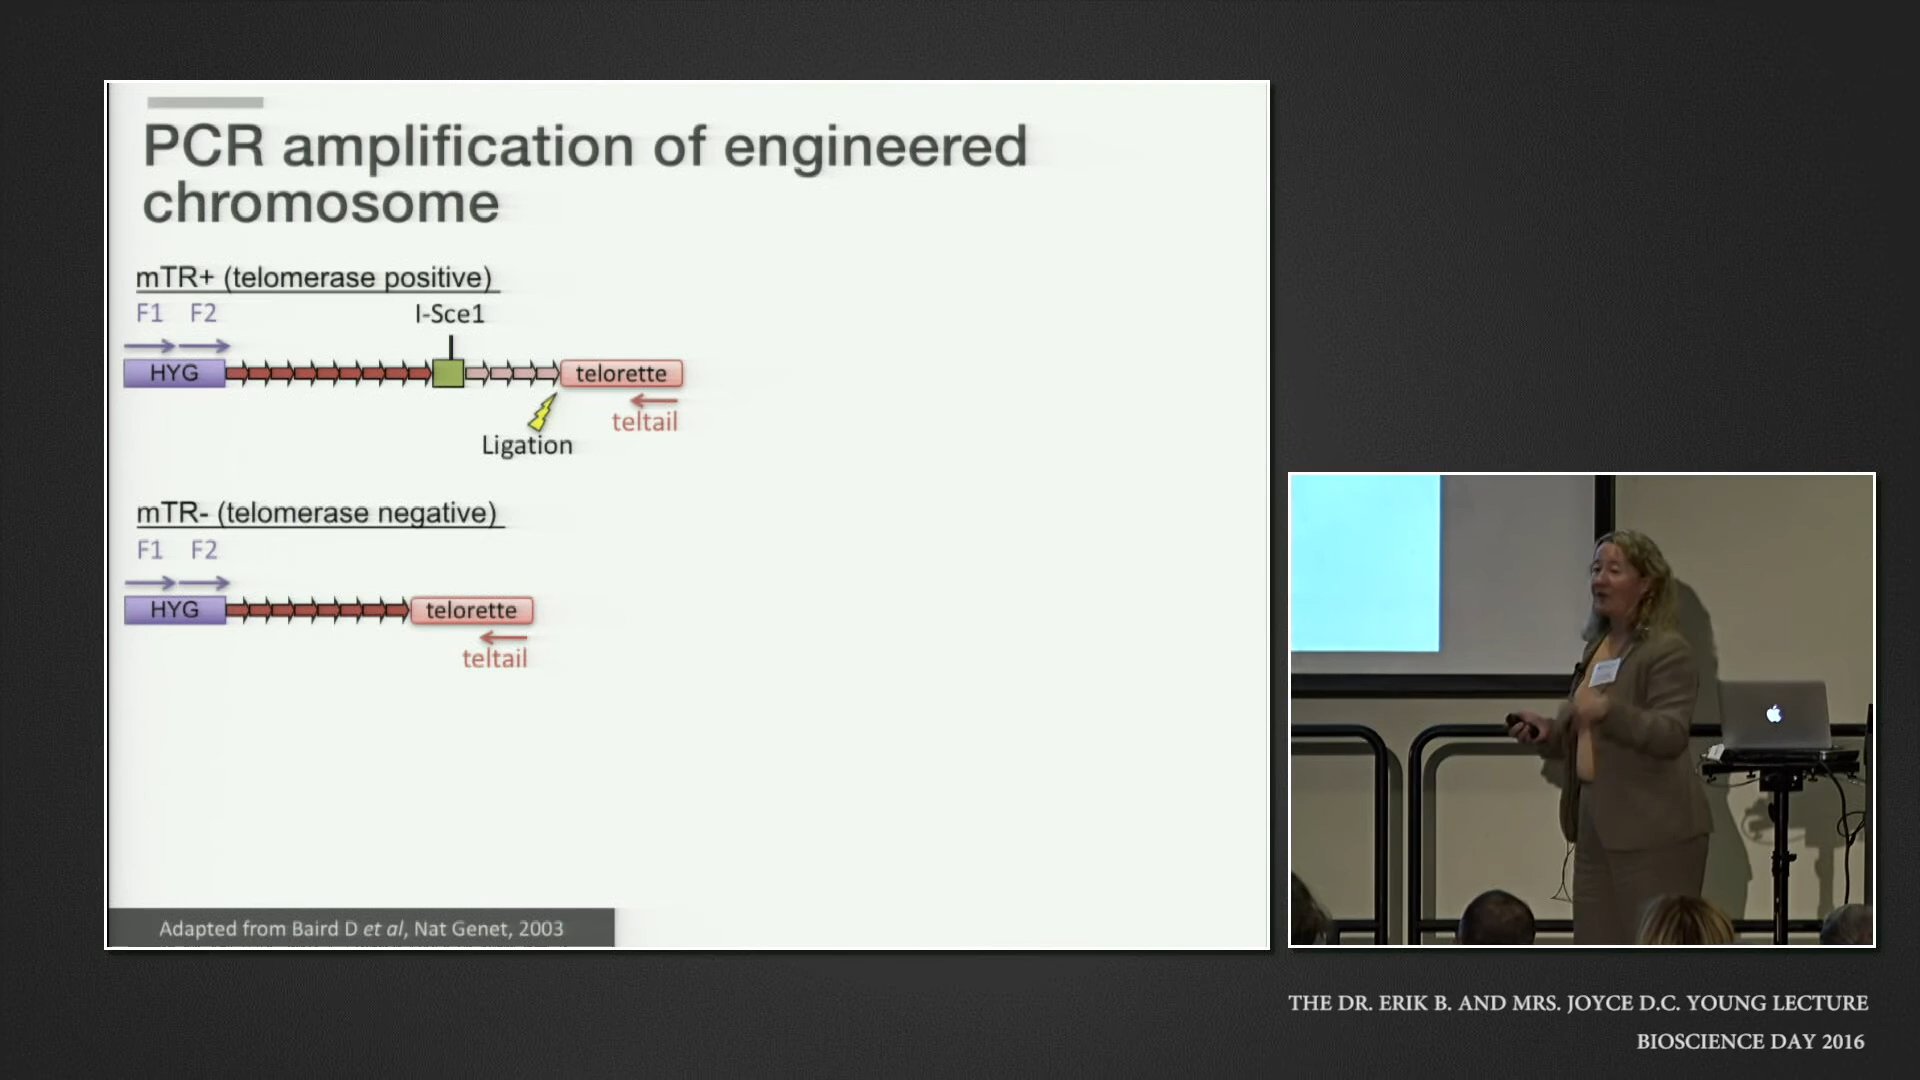 PCR amplification of engineered
chromosome
mTR+ (telomerase positive)
F1 F2
I-Sce1
HYG
telorette
teltail
Ligation
mTR- (telomerase negative)
F1 F2
HYG
telorette
teltail
Adapted from Baird D et al, Nat Genet, 2003
THE DR. ERIK B. AND MRS. JOYCE D.C. YOUNG LECTURE
BIOSCIENCE DAY 2016